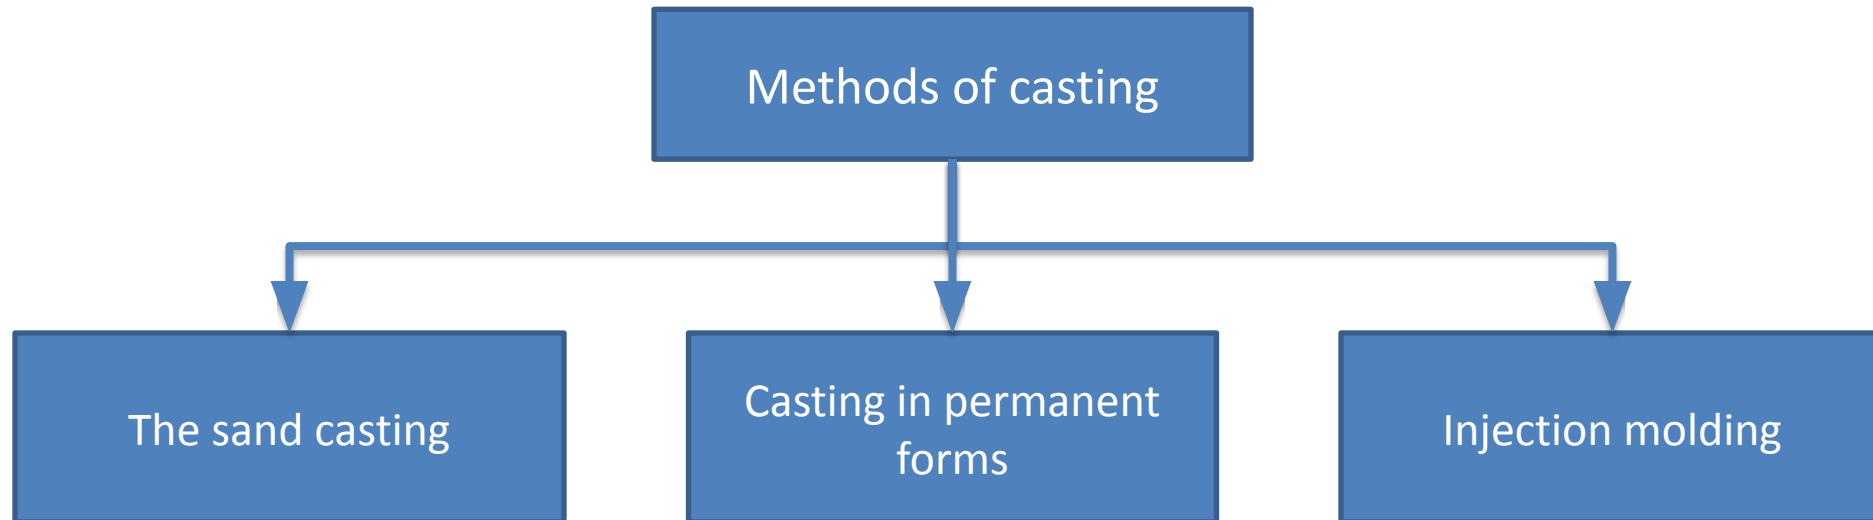 Methods of casting
The sand casting
Casting in permanent
forms
Injection molding